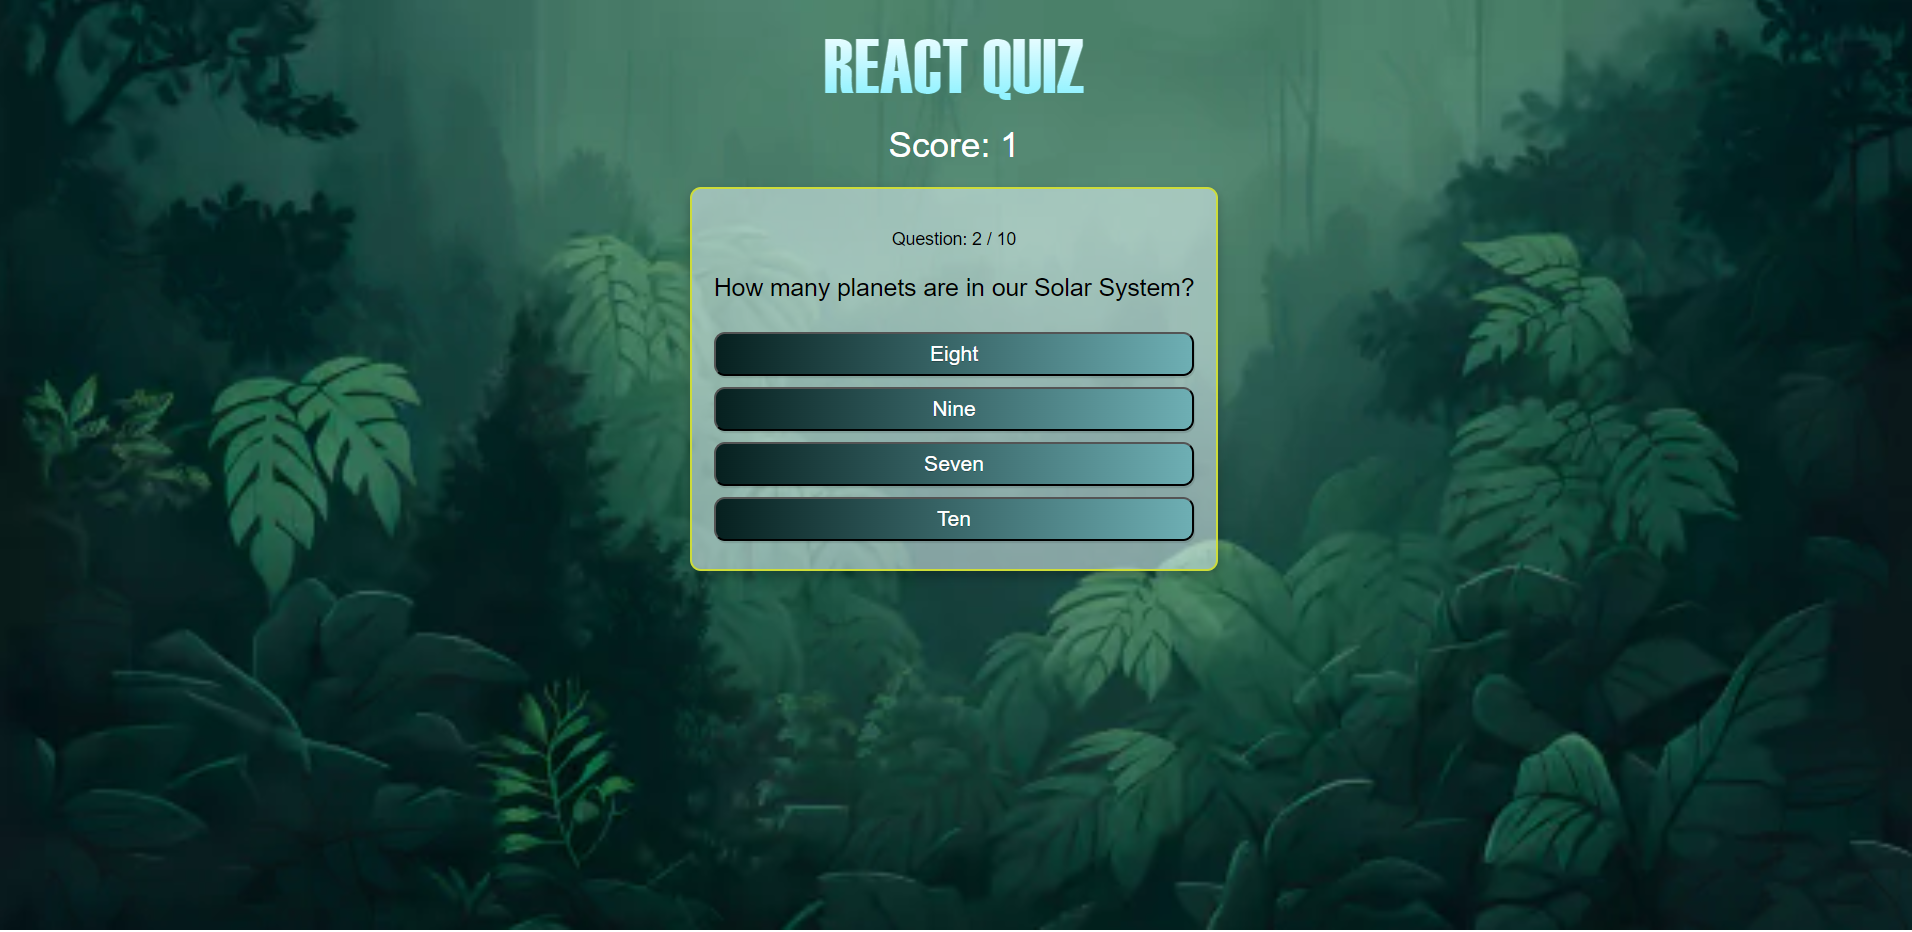 REACT QUIZ
Score: 1
Question: 2 / 10
How many planets are in our Solar System?
Eight
Nine
Seven
Ten